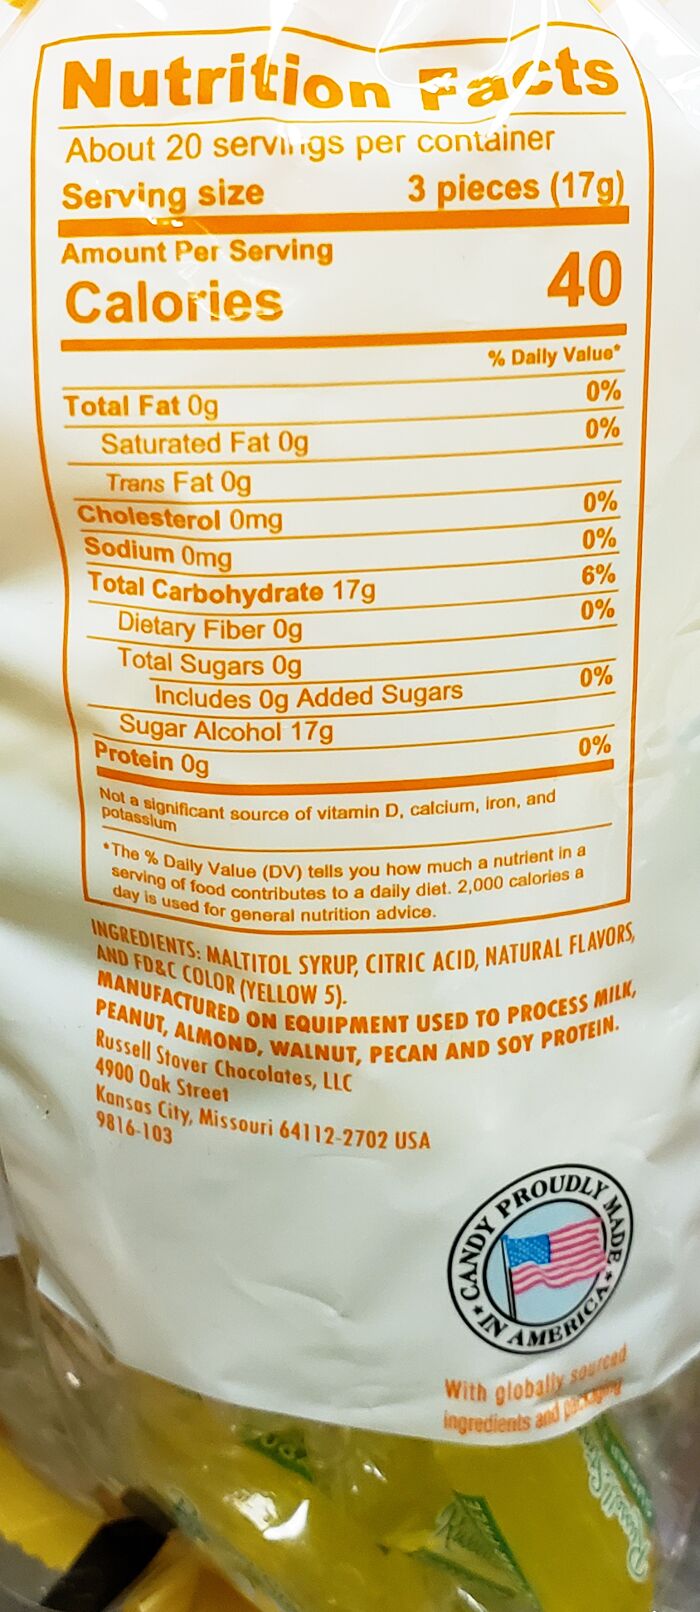 Nutrition Facts
About 20 servings per container
Serving size 3 pieces (17g)
Amount Per Serving
Calories 40
% Daily Value*
Total Fat 0g 0%
Saturated Fat 0g 0%
Trans Fat 0g
Cholesterol 0mg 0%
Sodium 0mg 0%
Total Carbohydrate 17g 6%
Dietary Fiber 0g 0%
Total Sugars 0g
Includes 0g Added Sugars 0%
Sugar Alcohol 17g
Protein 0g 0%
Not a significant source of vitamin D, calcium, iron, and
potassium
*The % Daily Value (DV) tells you how much a nutrient in a
serving of food contributes to a daily diet. 2,000 calories a
day is used for general nutrition advice.
INGREDIENTS: MALTITOL SYRUP, CITRIC ACID, NATURAL FLAVORS,
AND FD&C COLOR (YELLOW 5).
MANUFACTURED ON EQUIPMENT USED TO PROCESS MILK,
PEANUT, ALMOND, WALNUT, PECAN AND SOY PROTEIN.
Russell Stover Chocolates, LLC
4900 Oak Street
Kansas City, Missouri 64112-2702 USA
9816-103
CANDY PROUDLY MADE
IN AMERICA
With globally sourced
ingredients and packaging